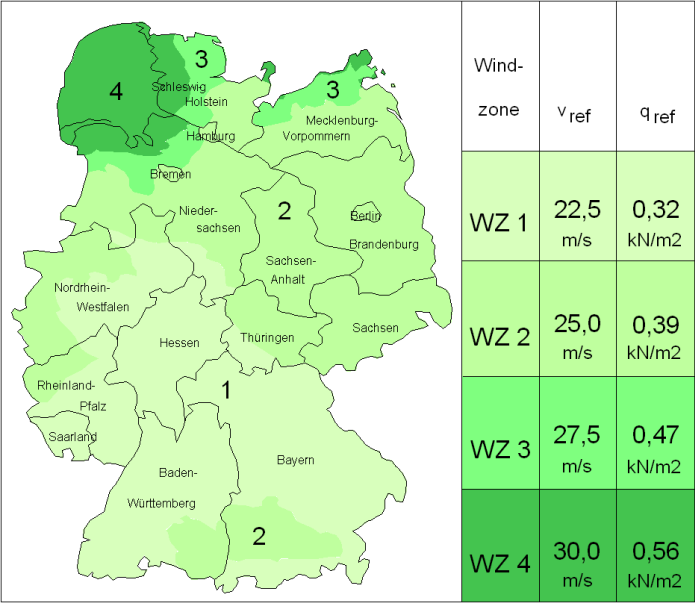 3
4
Schleswig
Holstein
3
Mecklenburg-
Vorpommern
Hamburg
Bremen
Nieder-
sachsen
2
Berlin
Brandenburg
Sachsen-
Anhalt
Nordrhein-
Westfalen
Hessen
Thüringen
Sachsen
Rheinland-
Pfalz
1
Saarland
Bayern
Baden-
Württemberg
2
Wind-
zone
v ref
q ref
WZ 1
22,5
m/s
0,32
kN/m2
WZ 2
25,0
m/s
0,39
kN/m2
WZ 3
27,5
m/s
0,47
kN/m2
WZ 4
30,0
m/s
0,56
kN/m2